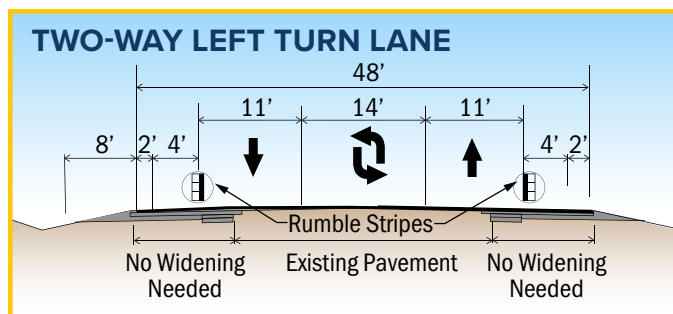 TWO-WAY LEFT TURN LANE
48’
11’ 14’ 11’
8’ 2’ 4’ 4’ 2’
Rumble Stripes
No Widening Existing Pavement No Widening
Needed Needed